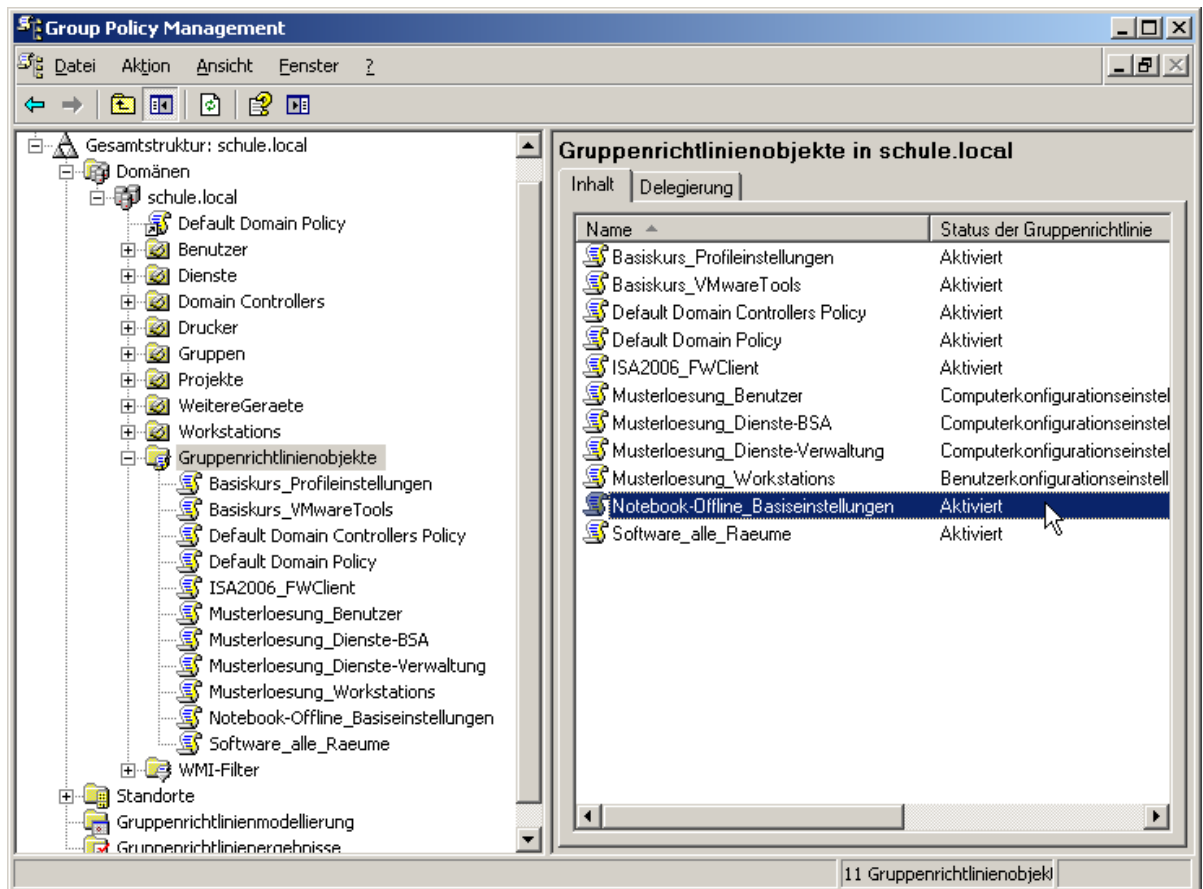 Group Policy Management
Datei Aktion Ansicht Fenster ?
Gesamtstruktur: schule.local
Domänen
schule.local
Default Domain Policy
Benutzer
Dienste
Domain Controllers
Drucker
Gruppen
Projekte
WeitereGeraete
Workstations
Gruppenrichtlinienobjekte
Basiskurs_Profileinstellungen
Basiskurs_VMwareTools
Default Domain Controllers Policy
Default Domain Policy
ISA2006_FWClient
Musterloesung_Benutzer
Musterloesung_Dienste-BSA
Musterloesung_Dienste-Verwaltung
Musterloesung_Workstations
Notebook-Offline_Basiseinstellungen
Software_alle_Raeume
WMI-Filter
Standorte
Gruppenrichtlinienmodellierung
Gruppenrichtlinienergebnisse
Gruppenrichtlinienobjekte in schule.local
Inhalt Delegierung
Name Status der Gruppenrichtlinie
Basiskurs_Profileinstellungen Aktiviert
Basiskurs_VMwareTools Aktiviert
Default Domain Controllers Policy Aktiviert
Default Domain Policy Aktiviert
ISA2006_FWClient Aktiviert
Musterloesung_Benutzer Computerkonfigurationseinstel
Musterloesung_Dienste-BSA Computerkonfigurationseinstel
Musterloesung_Dienste-Verwaltung Computerkonfigurationseinstel
Musterloesung_Workstations Benutzerkonfigurationseinstell
Notebook-Offline_Basiseinstellungen Aktiviert
Software_alle_Raeume Aktiviert
11 Gruppenrichtlinienobjekt